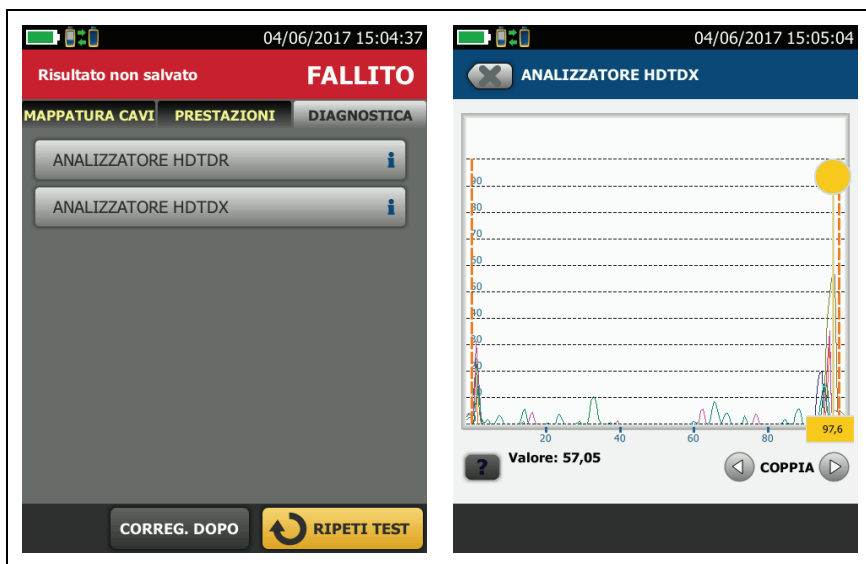 04/06/2017 15:04:37
Risultato non salvato
FALLITO
MAPPATURA CAVI
PRESTAZIONI
DIAGNOSTICA
ANALIZZATORE HDTDR
i
ANALIZZATORE HDTDX
i
CORREG. DOPO
RIPETI TEST
04/06/2017 15:05:04
ANALIZZATORE HDTDX
90
80
70
60
50
40
30
20
10
20
40
60
80
97,6
?
Valore: 57,05
COPPIA